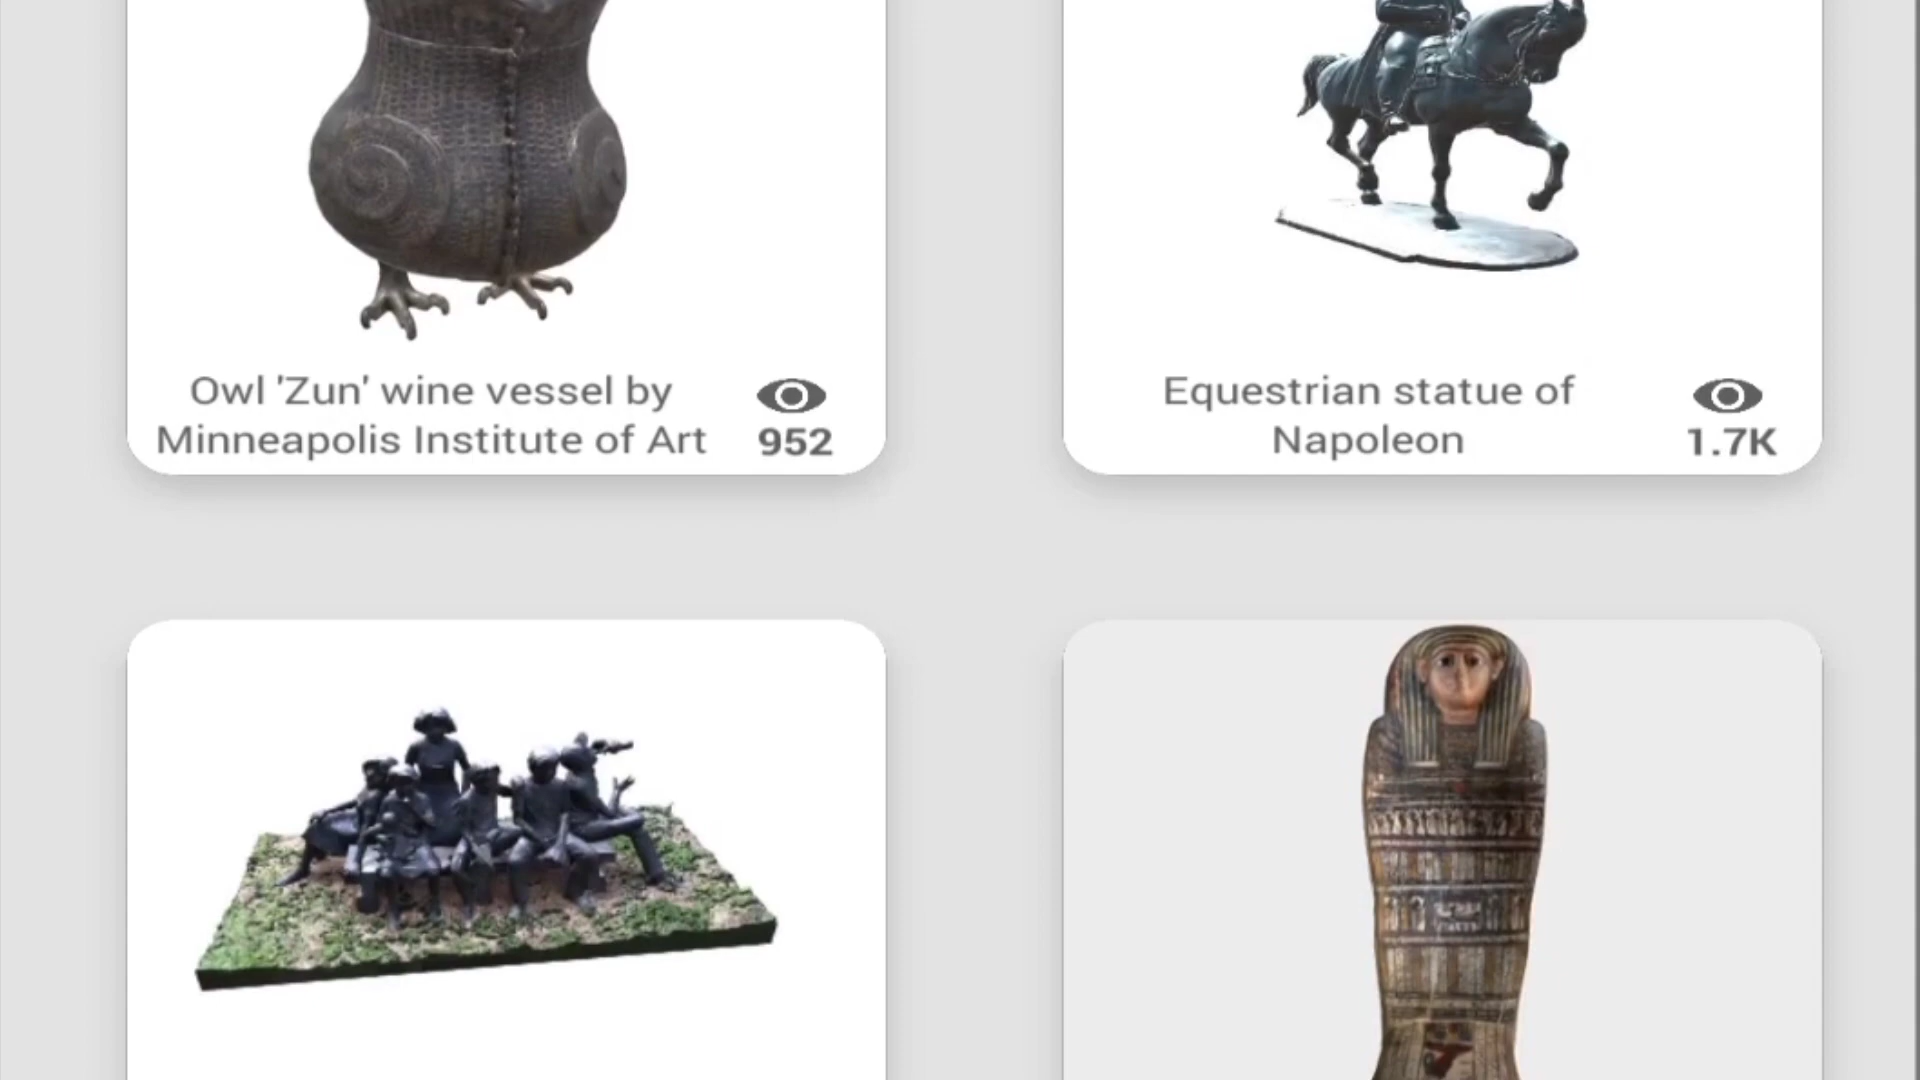 Owl 'Zun' wine vessel by
Minneapolis Institute of Art
952
Equestrian statue of
Napoleon
1.7K